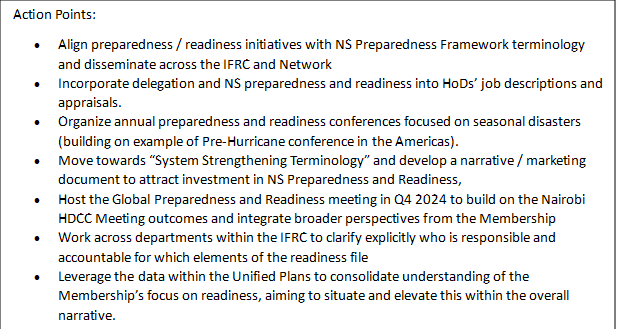 Action Points:
• Align preparedness / readiness initiatives with NS Preparedness Framework terminology
and disseminate across the IFRC and Network
• Incorporate delegation and NS preparedness and readiness into HoDs’ job descriptions and
appraisals.
• Organize annual preparedness and readiness conferences focused on seasonal disasters
(building on example of Pre-Hurricane conference in the Americas).
• Move towards “System Strengthening Terminology” and develop a narrative / marketing
document to attract investment in NS Preparedness and Readiness,
• Host the Global Preparedness and Readiness meeting in Q4 2024 to build on the Nairobi
HDCC Meeting outcomes and integrate broader perspectives from the Membership
• Work across departments within the IFRC to clarify explicitly who is responsible and
accountable for which elements of the readiness file
• Leverage the data within the Unified Plans to consolidate understanding of the
Membership’s focus on readiness, aiming to situate and elevate this within the overall
narrative.